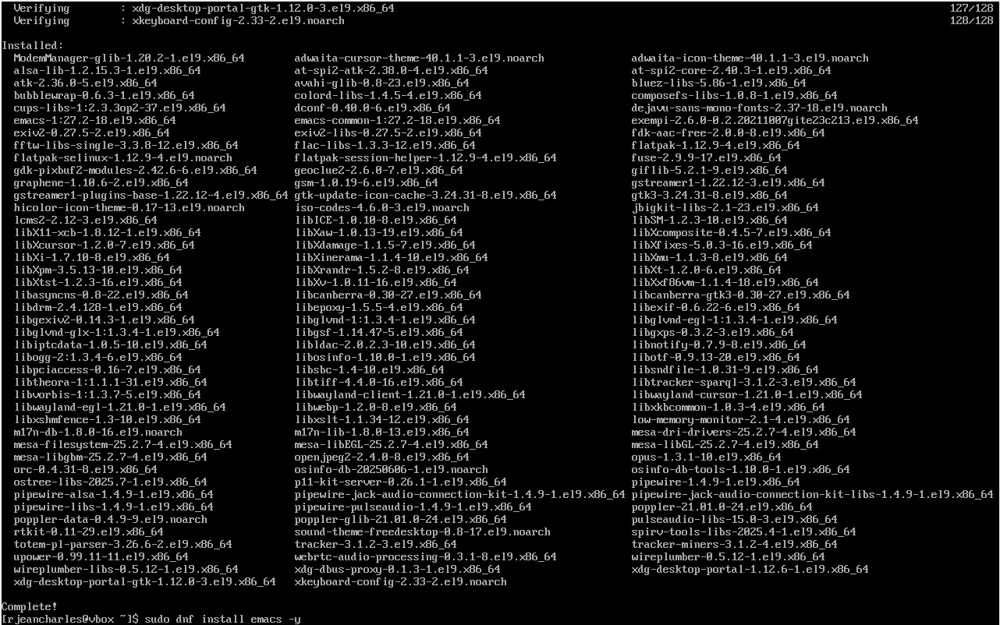 Verifying : xdg-desktop-portal-gtk-1.12.0-3.el9.x86_64 127/128
Verifying : xkeyboard-config-2.33-2.el9.noarch 128/128
Installed:
ModemManager-glib-1.20.2-1.el9.x86_64 adwaita-cursor-theme-40.1.1-3.el9.noarch adwaita-icon-theme-40.1.1-3.el9.noarch
alsa-lib-1.2.15.3-1.el9.x86_64 at-spi2-atk-2.38.0-4.el9.x86_64 at-spi2-core-2.40.3-1.el9.x86_64
atk-2.36.0-5.el9.x86_64 avahi-glib-0.8-23.el9.x86_64 bluez-libs-5.86-1.el9.x86_64
bubblewrap-0.6.3-1.el9.x86_64 colord-libs-1.4.5-4.el9.x86_64 composefs-libs-1.0.8-1.el9.x86_64
cups-libs-1:2.3.3op2-37.el9.x86_64 dconf-0.40.0-6.el9.x86_64 dejavu-sans-mono-fonts-2.37-18.el9.noarch
emacs-1:27.2-18.el9.x86_64 emacs-common-1:27.2-18.el9.x86_64 exempi-2.6.0-0.2.20211007gite23c213.el9.x86_64
exiv2-0.27.5-2.el9.x86_64 exiv2-libs-0.27.5-2.el9.x86_64 fdk-aac-free-2.0.0-8.el9.x86_64
fftw-libs-single-3.3.8-12.el9.x86_64 flac-libs-1.3.3-12.el9.x86_64 flatpak-1.12.9-4.el9.x86_64
flatpak-selinux-1.12.9-4.el9.noarch flatpak-session-helper-1.12.9-4.el9.x86_64 fuse-2.9.9-17.el9.x86_64
gdk-pixbuf2-modules-2.42.6-6.el9.x86_64 geoclue2-2.6.0-7.el9.x86_64 giflib-5.2.1-9.el9.x86_64
graphene-1.10.6-2.el9.x86_64 gsm-1.0.19-6.el9.x86_64 gstreamer1-1.22.12-3.el9.x86_64
gstreamer1-plugins-base-1.22.12-4.el9.x86_64 gtk-update-icon-cache-3.24.31-8.el9.x86_64 gtk3-3.24.31-8.el9.x86_64
hicolor-icon-theme-0.17-13.el9.noarch iso-codes-4.6.0-3.el9.noarch jbigkit-libs-2.1-23.el9.x86_64
lcms2-2.12-3.el9.x86_64 libICE-1.0.10-8.el9.x86_64 libSM-1.2.3-10.el9.x86_64
libX11-xcb-1.8.12-1.el9.x86_64 libXaw-1.0.13-19.el9.x86_64 libXcomposite-0.4.5-7.el9.x86_64
libXcursor-1.2.0-7.el9.x86_64 libXdamage-1.1.5-7.el9.x86_64 libXfixes-5.0.3-16.el9.x86_64
libXi-1.7.10-8.el9.x86_64 libXinerama-1.1.4-10.el9.x86_64 libXmu-1.1.3-8.el9.x86_64
libXpm-3.5.13-10.el9.x86_64 libXrandr-1.5.2-8.el9.x86_64 libXt-1.2.0-6.el9.x86_64
libXtst-1.2.3-16.el9.x86_64 libXv-1.0.11-16.el9.x86_64 libXxf86vm-1.1.4-18.el9.x86_64
libasyncns-0.8-22.el9.x86_64 libcanberra-0.30-27.el9.x86_64 libcanberra-gtk3-0.30-27.el9.x86_64
libdrm-2.4.128-1.el9.x86_64 libepoxy-1.5.5-4.el9.x86_64 libexif-0.6.22-6.el9.x86_64
libgexiv2-0.14.3-1.el9.x86_64 libglvnd-1:1.3.4-1.el9.x86_64 libglvnd-egl-1:1.3.4-1.el9.x86_64
libglvnd-glx-1:1.3.4-1.el9.x86_64 libgsf-1.14.47-5.el9.x86_64 libgxps-0.3.2-3.el9.x86_64
libiptcdata-1.0.5-10.el9.x86_64 libldac-2.0.2.3-10.el9.x86_64 libnotify-0.7.9-8.el9.x86_64
libogg-2:1.3.4-6.el9.x86_64 libosinfo-1.10.0-1.el9.x86_64 libotf-0.9.13-20.el9.x86_64
libpciaccess-0.16-7.el9.x86_64 libsbc-1.4-10.el9.x86_64 libsndfile-1.0.31-9.el9.x86_64
libtheora-1:1.1.1-31.el9.x86_64 libtiff-4.4.0-16.el9.x86_64 libtracker-sparql-3.1.2-3.el9.x86_64
libvorbis-1:1.3.7-5.el9.x86_64 libwayland-client-1.21.0-1.el9.x86_64 libwayland-cursor-1.21.0-1.el9.x86_64
libwayland-egl-1.21.0-1.el9.x86_64 libwebp-1.2.0-8.el9.x86_64 libxkbcommon-1.0.3-4.el9.x86_64
libxshmfence-1.3-10.el9.x86_64 libxslt-1.1.34-12.el9.x86_64 low-memory-monitor-2.1-4.el9.x86_64
m17n-db-1.8.0-16.el9.noarch m17n-lib-1.8.0-13.el9.x86_64 mesa-dri-drivers-25.2.7-4.el9.x86_64
mesa-filesystem-25.2.7-4.el9.x86_64 mesa-libEGL-25.2.7-4.el9.x86_64 mesa-libGL-25.2.7-4.el9.x86_64
mesa-libgbm-25.2.7-4.el9.x86_64 openjpeg2-2.4.0-8.el9.x86_64 opus-1.3.1-10.el9.x86_64
orc-0.4.31-8.el9.x86_64 osinfo-db-20250606-1.el9.noarch osinfo-db-tools-1.10.0-1.el9.x86_64
ostree-libs-2025.7-1.el9.x86_64 p11-kit-server-0.26.1-1.el9.x86_64 pipewire-1.4.9-1.el9.x86_64
pipewire-alsa-1.4.9-1.el9.x86_64 pipewire-jack-audio-connection-kit-1.4.9-1.el9.x86_64 pipewire-jack-audio-connection-kit-libs-1.4.9-1.el9.x86_64
pipewire-libs-1.4.9-1.el9.x86_64 pipewire-pulseaudio-1.4.9-1.el9.x86_64 poppler-21.01.0-24.el9.x86_64
poppler-data-0.4.9-9.el9.noarch poppler-glib-21.01.0-24.el9.x86_64 pulseaudio-libs-15.0-3.el9.x86_64
rtkit-0.11-29.el9.x86_64 sound-theme-freedesktop-0.8-17.el9.noarch spirv-tools-libs-2025.4-1.el9.x86_64
totem-pl-parser-3.26.6-2.el9.x86_64 tracker-3.1.2-3.el9.x86_64 tracker-miners-3.1.2-4.el9.x86_64
upower-0.99.11-11.el9.x86_64 webrtc-audio-processing-0.3.1-8.el9.x86_64 wireplumber-0.5.12-1.el9.x86_64
wireplumber-libs-0.5.12-1.el9.x86_64 xdg-dbus-proxy-0.1.3-1.el9.x86_64 xdg-desktop-portal-1.12.6-1.el9.x86_64
xdg-desktop-portal-gtk-1.12.0-3.el9.x86_64 xkeyboard-config-2.33-2.el9.noarch
Complete!
[rjeancharles@vbox ~]$ sudo dnf install emacs -y